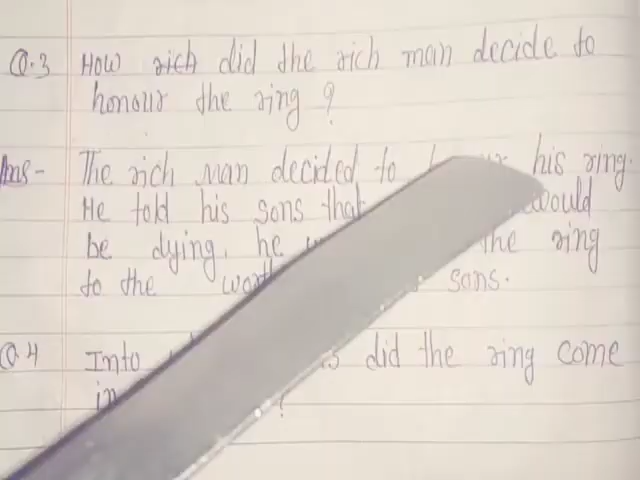 Q.3 How rich did the rich man decide to
honour the ring ?
Ans- The rich man decided to his ring.
He told his sons that would
be dying, he the ring
to the sons.
Q.4 Into did the ring come
?